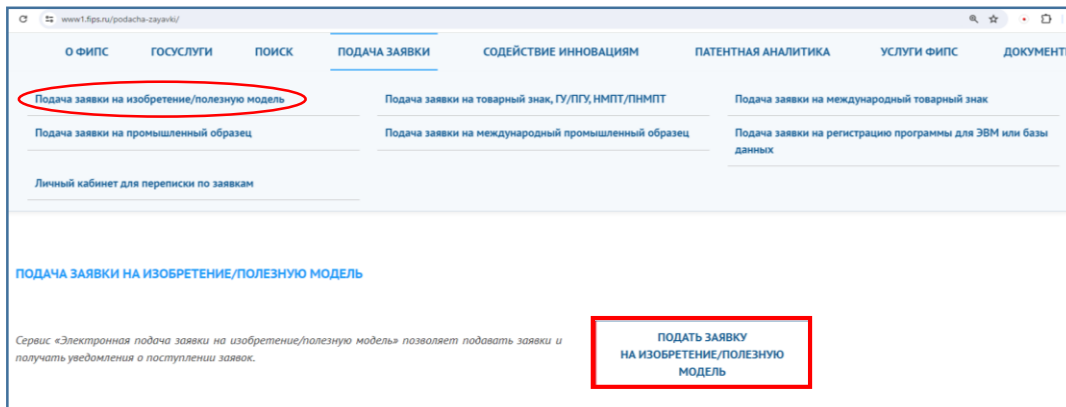 www1.fips.ru/podacha-zayavki/
О ФИПС ГОСУСЛУГИ ПОИСК ПОДАЧА ЗАЯВКИ СОДЕЙСТВИЕ ИННОВАЦИЯМ ПАТЕНТНАЯ АНАЛИТИКА УСЛУГИ ФИПС ДОКУМЕНТ
Подача заявки на изобретение/полезную модель Подача заявки на товарный знак, ГУ/ПГУ, НМПТ/ПНМПТ Подача заявки на международный товарный знак
Подача заявки на промышленный образец Подача заявки на международный промышленный образец Подача заявки на регистрацию программы для ЭВМ или базы
данных
Личный кабинет для переписки по заявкам
ПОДАЧА ЗАЯВКИ НА ИЗОБРЕТЕНИЕ/ПОЛЕЗНУЮ МОДЕЛЬ
Сервис «Электронная подача заявки на изобретение/полезную модель» позволяет подавать заявки и
получать уведомления о поступлении заявок.
ПОДАТЬ ЗАЯВКУ
НА ИЗОБРЕТЕНИЕ/ПОЛЕЗНУЮ
МОДЕЛЬ